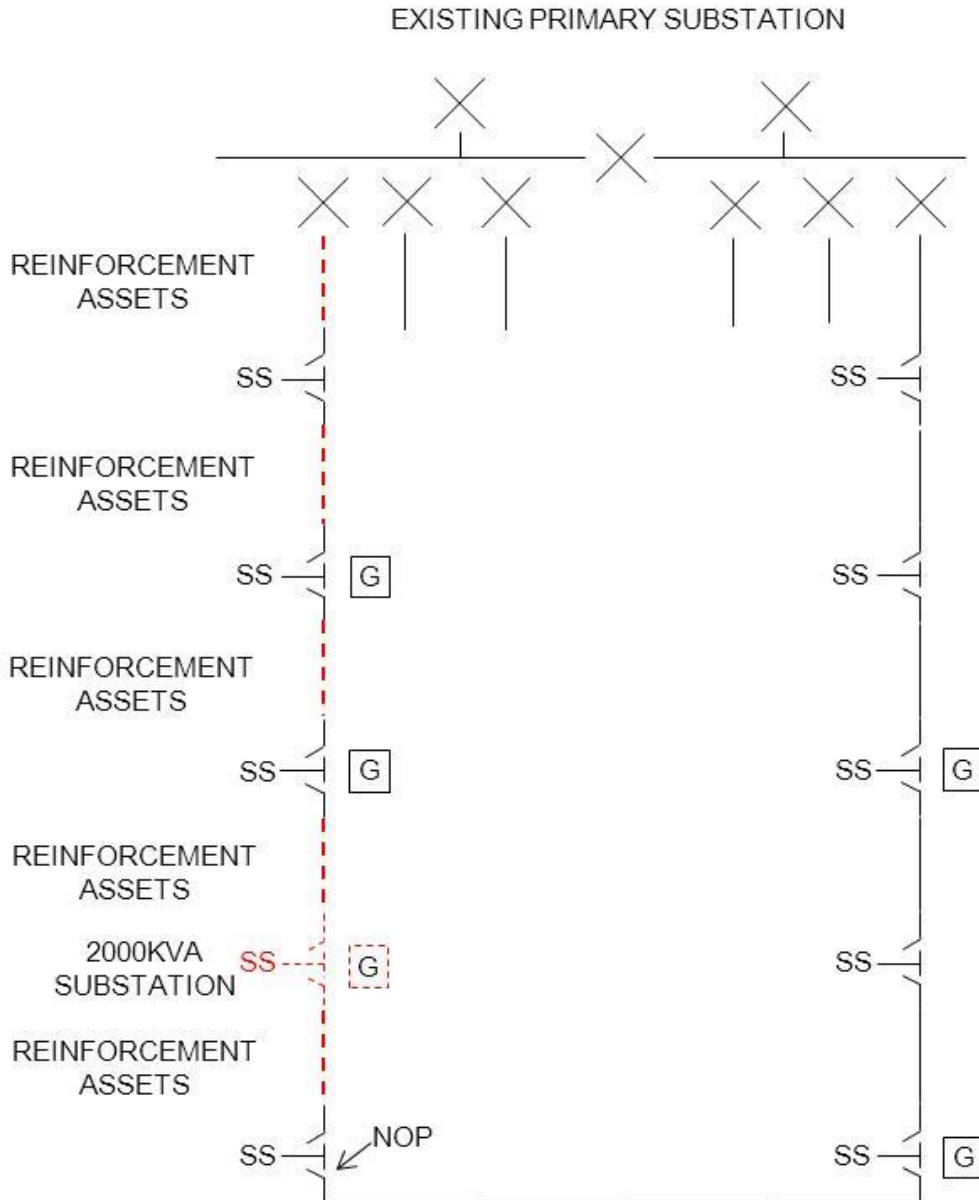 EXISTING PRIMARY SUBSTATION
REINFORCEMENT
ASSETS
SS
SS
REINFORCEMENT
ASSETS
SS
G
SS
REINFORCEMENT
ASSETS
SS
G
SS
G
REINFORCEMENT
ASSETS
2000KVA
SUBSTATION
SS
G
SS
REINFORCEMENT
ASSETS
NOP
SS
SS
G